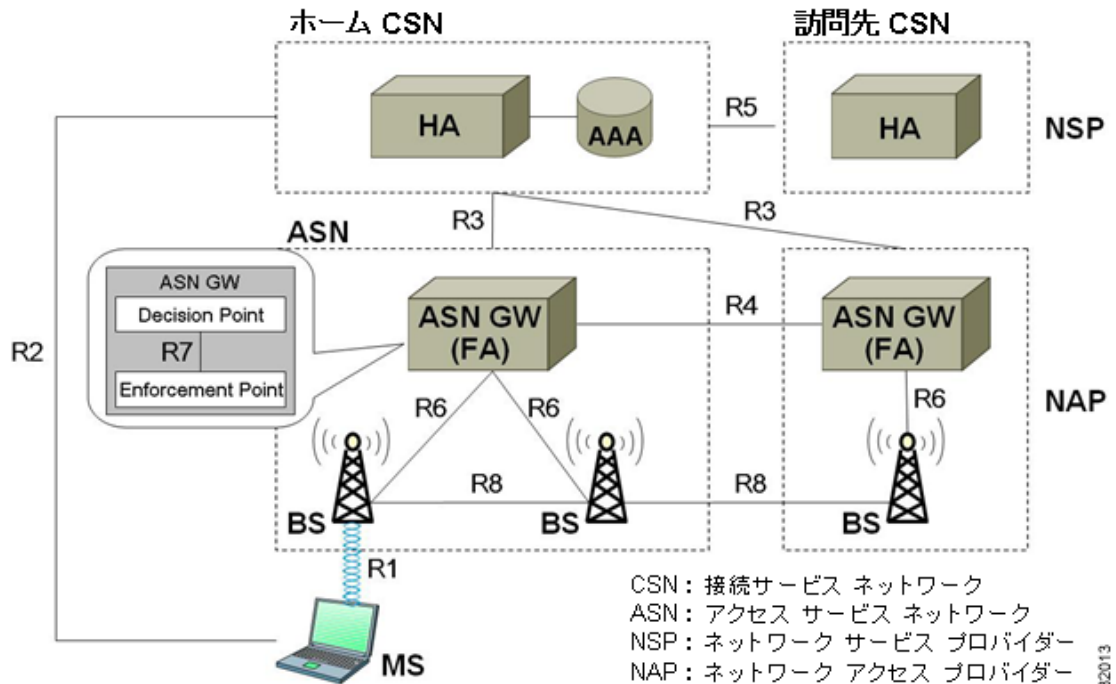 ホーム CSN
訪問先 CSN
HA
AAA
R5
HA
NSP
R3
R3
ASN
ASN GW
Decision Point
R7
Enforcement Point
R2
ASN GW
(FA)
R4
ASN GW
(FA)
R6
R6
R6
NAP
R8
R8
BS
BS
BS
R1
MS
CSN : 接続サービス ネットワーク
ASN : アクセス サービス ネットワーク
NSP : ネットワーク サービス プロバイダー
NAP : ネットワーク アクセス プロバイダー